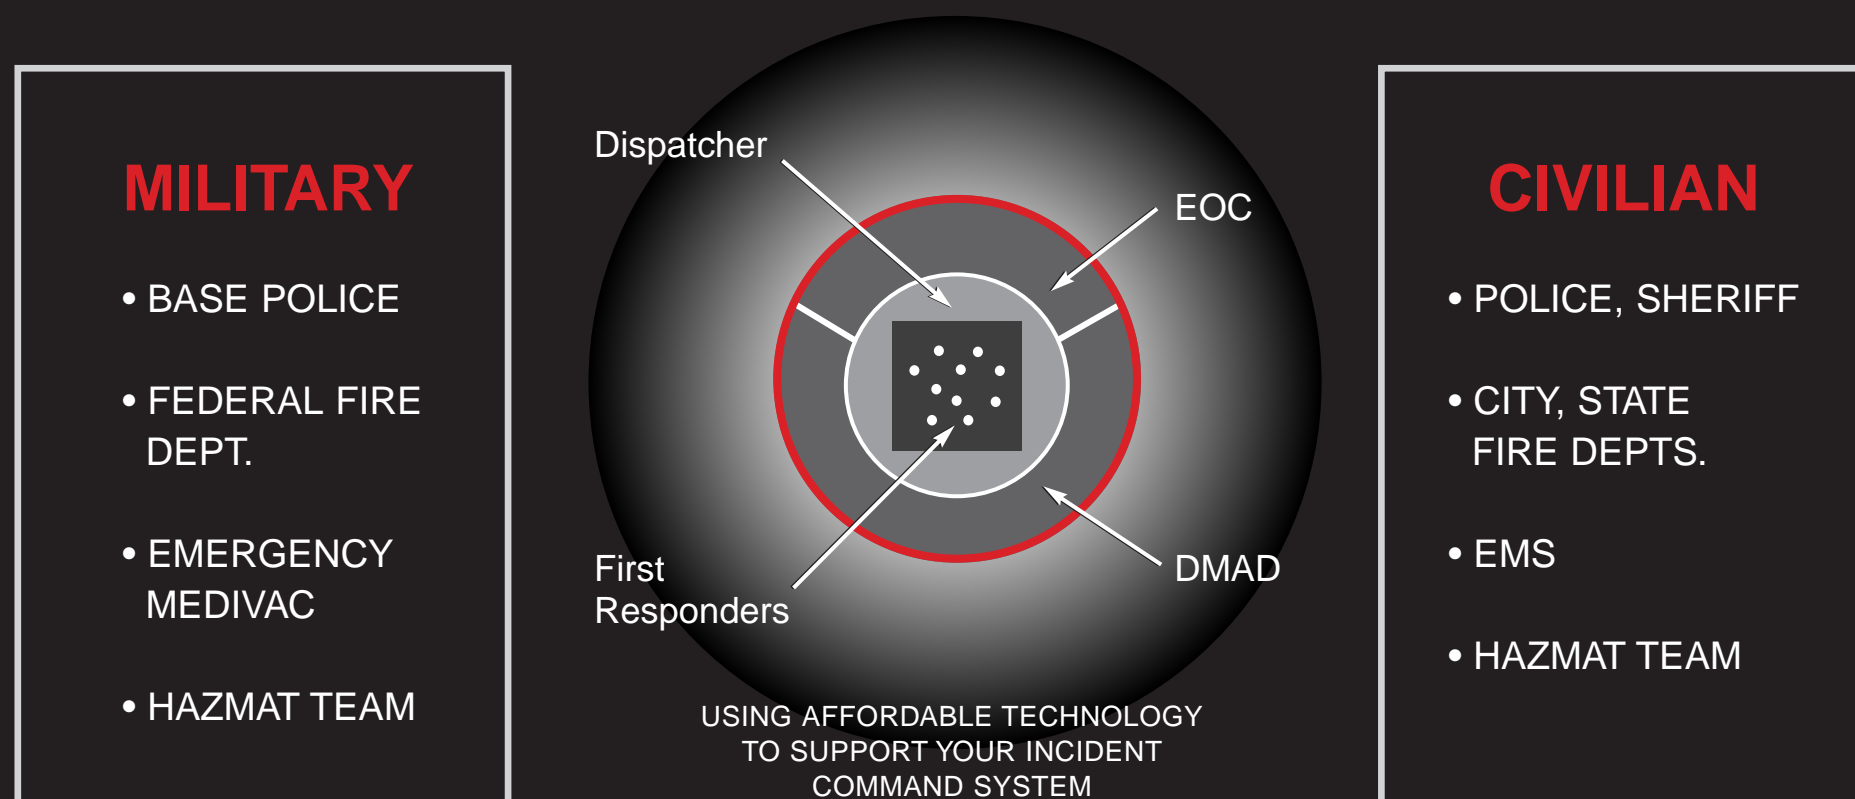 MILITARY
• BASE POLICE
• FEDERAL FIRE
DEPT.
• EMERGENCY
MEDIVAC
• HAZMAT TEAM
Dispatcher
EOC
First
Responders
DMAD
USING AFFORDABLE TECHNOLOGY
TO SUPPORT YOUR INCIDENT
COMMAND SYSTEM
CIVILIAN
• POLICE, SHERIFF
• CITY, STATE
FIRE DEPTS.
• EMS
• HAZMAT TEAM